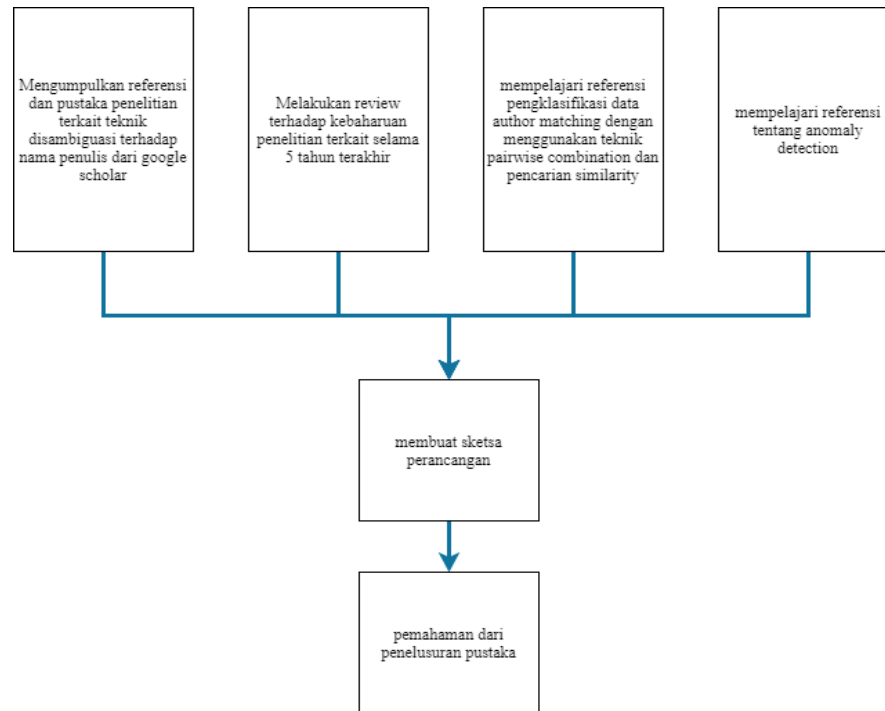 Mengumpulkan referensi
dan pustaka penelitian
terkait teknik
disambiguasi terhadap
nama penulis dari google
scholar
Melakukan review
terhadap kebaharuan
penelitian terkait selama
5 tahun terakhir
mempelajari referensi
pengklasifikasi data
author matching dengan
menggunakan teknik
pairwise combination dan
pencarian similarity
mempelajari referensi
tentang anomaly
detection
membuat sketsa
perancangan
pemahaman dari
penelusuran pustaka